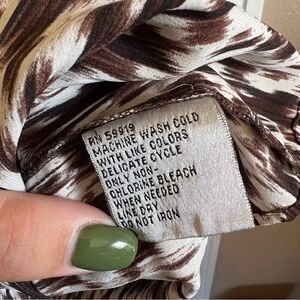 RN 59919
MACHINE WASH COLD
WITH LIKE COLORS
DELICATE CYCLE
ONLY NON-
CHLORINE BLEACH
WHEN NEEDED
LINE DRY
DO NOT IRON